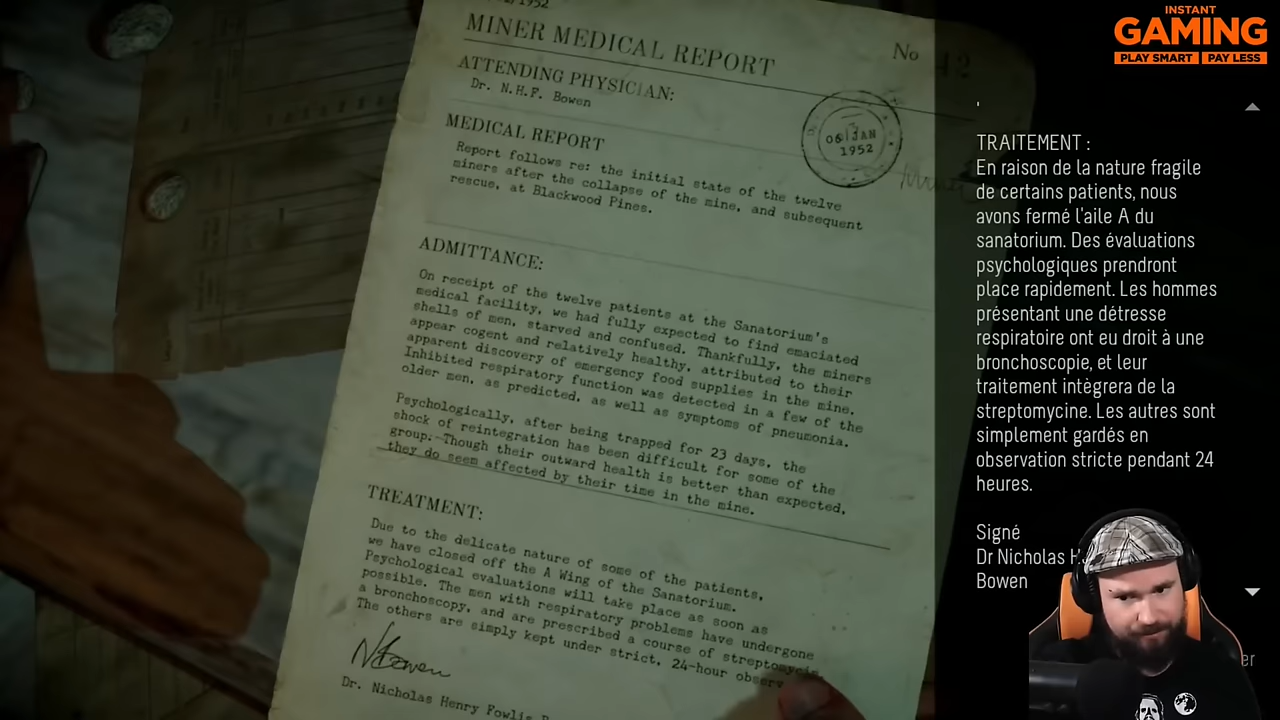 /1952
MINER MEDICAL REPORT
No 42
ATTENDING PHYSICIAN:
Dr. N.H.F. Bowen
06 JAN
1952
MEDICAL REPORT
Report follows re: the initial state of the twelve
miners after the collapse of the mine, and subsequent
rescue, at Blackwood Pines.
ADMITTANCE:
On receipt of the twelve patients at the Sanatorium's
medical facility, we had fully expected to find emaciated
shells of men, starved and confused. Thankfully, the miners
appear cogent and relatively healthy, attributed to their
apparent discovery of emergency food supplies in the mine.
Inhibited respiratory function was detected in a few of the
older men, as predicted, as well as symptoms of pneumonia.
Psychologically, after being trapped for 23 days, the
shock of reintegration has been difficult for some of the
group. Though their outward health is better than expected,
they do seem affected by their time in the mine.
TREATMENT:
Due to the delicate nature of some of the patients,
we have closed off the A Wing of the Sanatorium.
Psychological evaluations will take place as soon as
possible. The men with respiratory problems have undergone
a bronchoscopy, and are prescribed a course of streptomycin.
The others are simply kept under strict, 24-hour observ
NBowen
Dr. Nicholas Henry Fowlis B
INSTANT
GAMING
PLAY SMART | PAY LESS
TRAITEMENT :
En raison de la nature fragile
de certains patients, nous
avons fermé l'aile A du
sanatorium. Des évaluations
psychologiques prendront
place rapidement. Les hommes
présentant une détresse
respiratoire ont eu droit à une
bronchoscopie, et leur
traitement intègrera de la
streptomycine. Les autres sont
simplement gardés en
observation stricte pendant 24
heures.
Signé
Dr Nicholas H.
Bowen
er